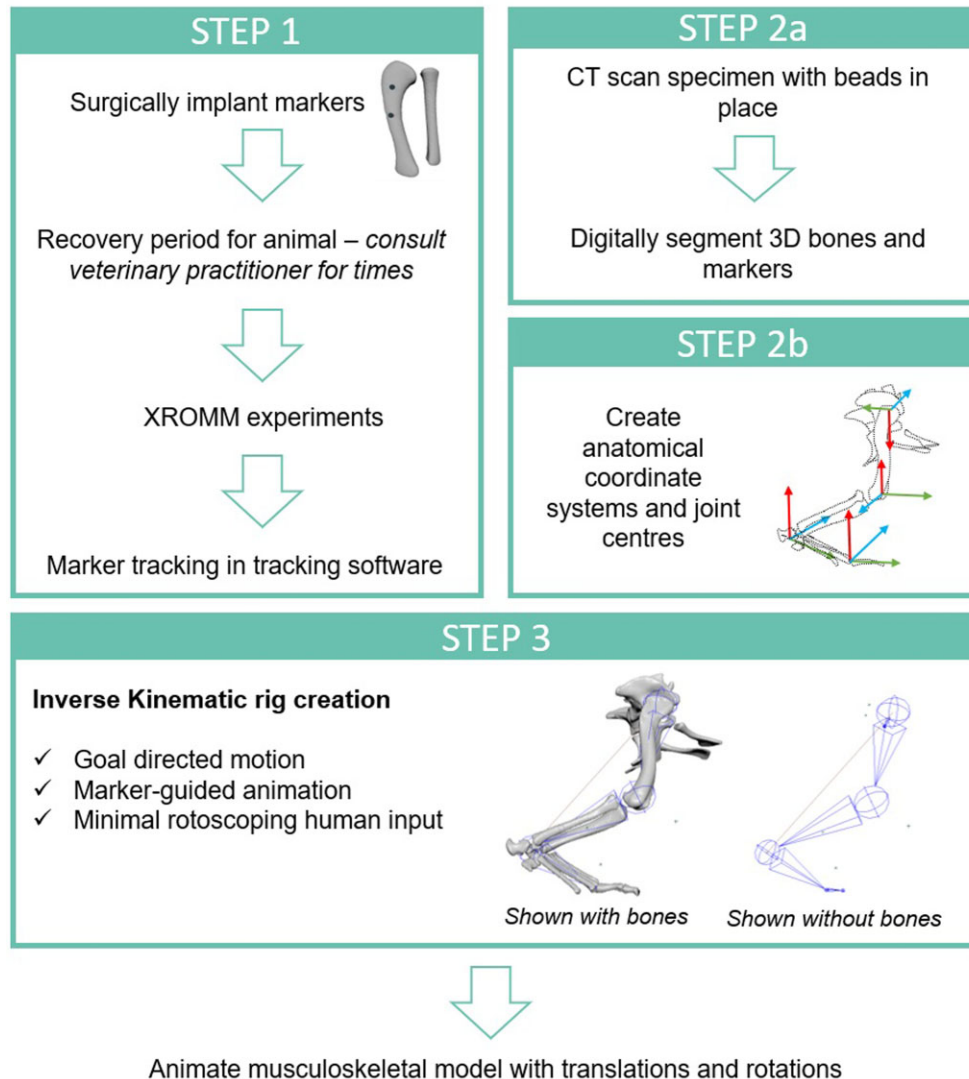 STEP 1
Surgically implant markers
Recovery period for animal – consult
veterinary practitioner for times
XROMM experiments
Marker tracking in tracking software
STEP 2a
CT scan specimen with beads in
place
Digitally segment 3D bones and
markers
STEP 2b
Create
anatomical
coordinate
systems and joint
centres
STEP 3
Inverse Kinematic rig creation
✓ Goal directed motion
✓ Marker-guided animation
✓ Minimal rotoscoping human input
Shown with bones
Shown without bones
Animate musculoskeletal model with translations and rotations